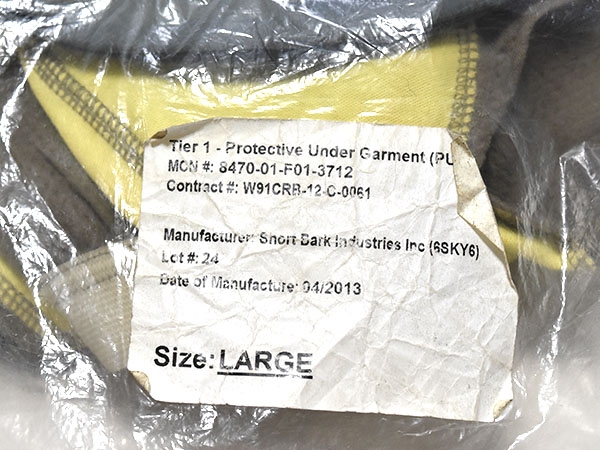 Tier 1 - Protective Under Garment (PU
MCN #: 8470-01-F01-3712
Contract #: W91CRB-12-C-0061
Manufacturer: Short Bark Industries Inc (6SKY6)
Lot #: 24
Date of Manufacture: 04/2013
Size: LARGE